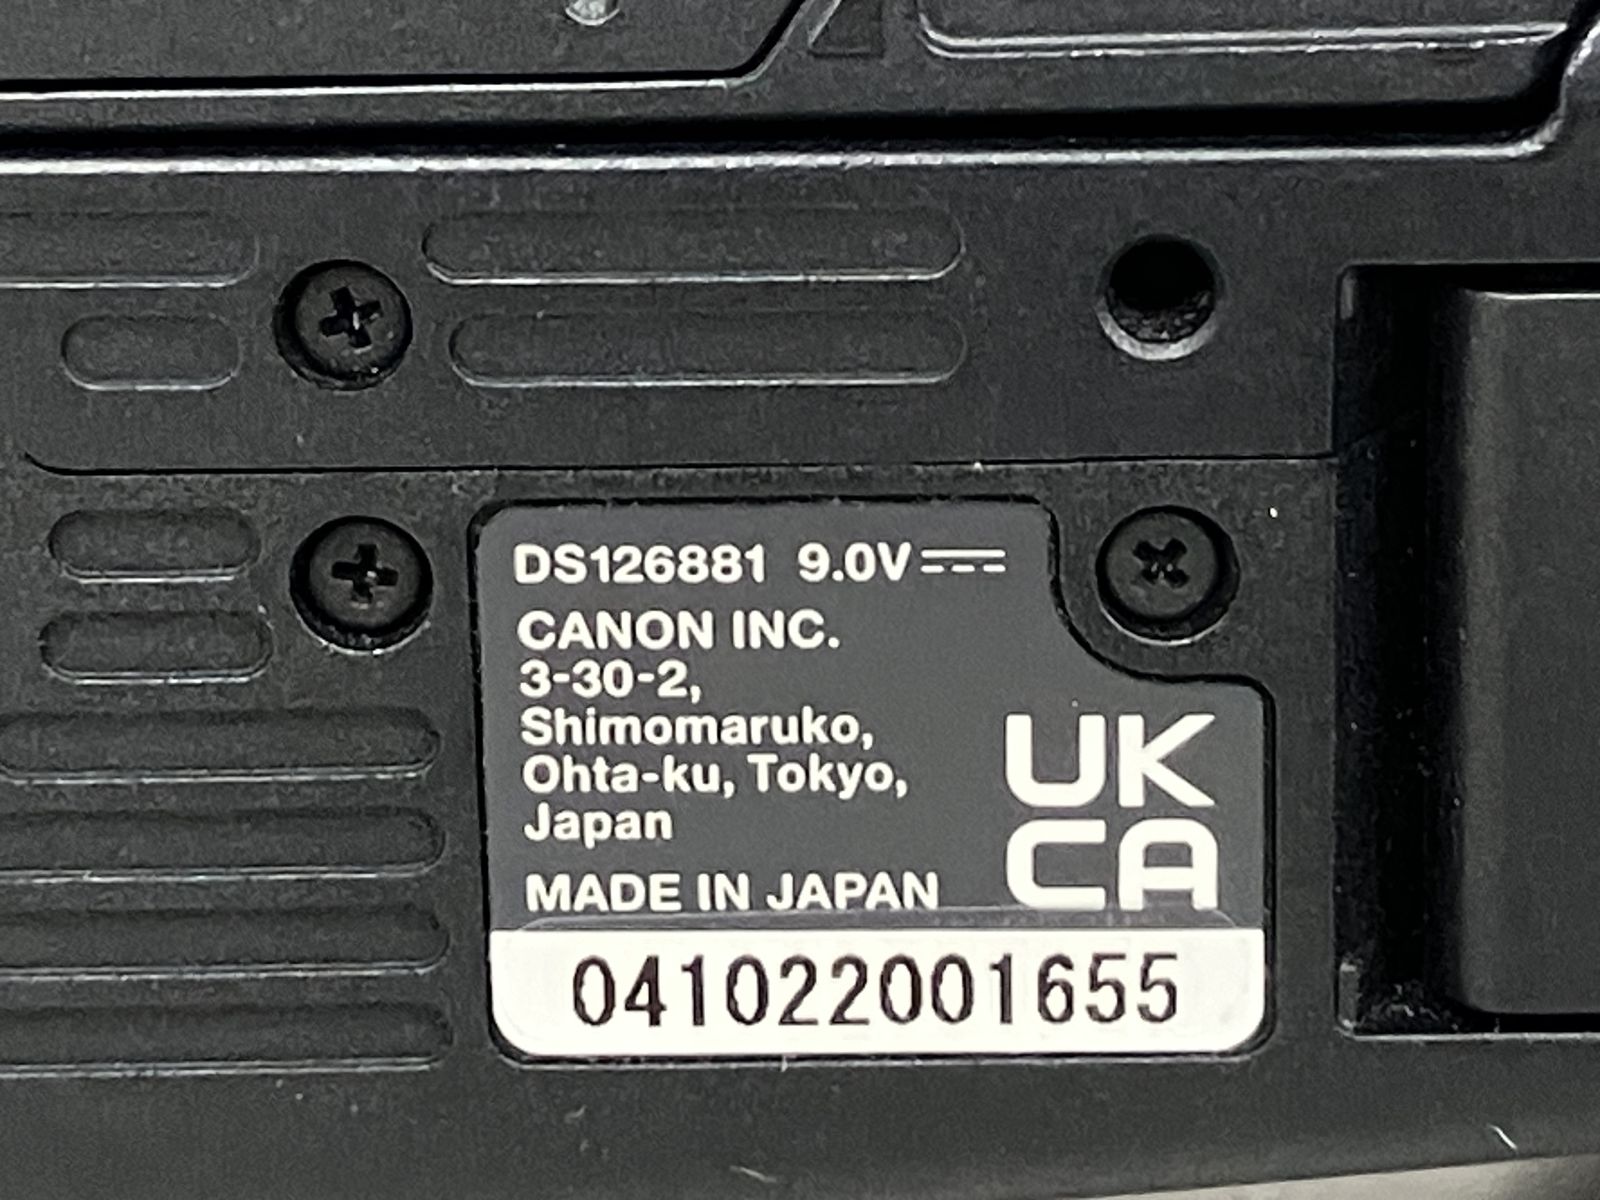 DS126881 9.0V
CANON INC.
3-30-2,
Shimomaruko,
Ohta-ku, Tokyo,
Japan
MADE IN JAPAN
UK
CA
041022001655